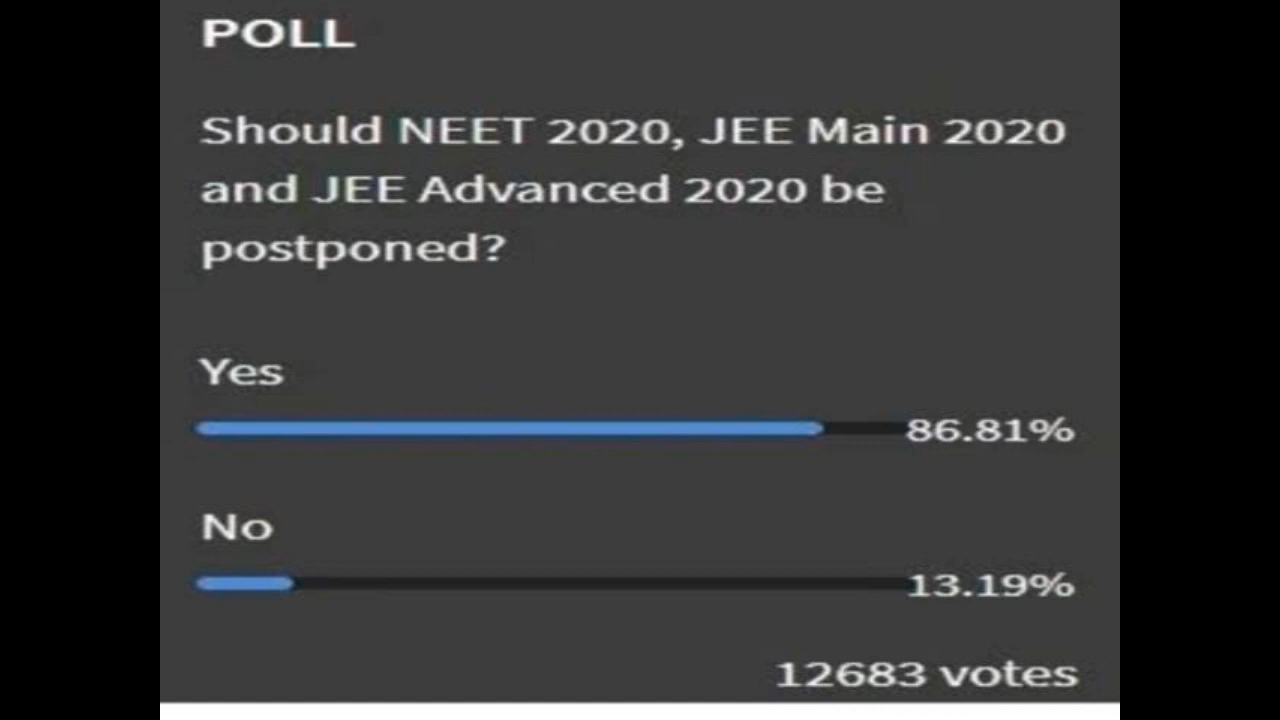 POLL
Should NEET 2020, JEE Main 2020
and JEE Advanced 2020 be
postponed?
Yes
86.81%
No
13.19%
12683 votes